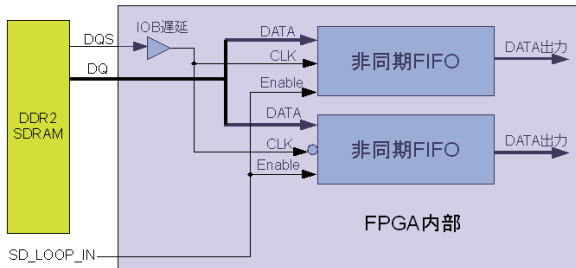 IOB遅延
DQS
DATA
DATA出力
CLK
非同期FIFO
DQ
Enable
DDR2
SDRAM
DATA
DATA出力
CLK
非同期FIFO
Enable
FPGA内部
SD_LOOP_IN